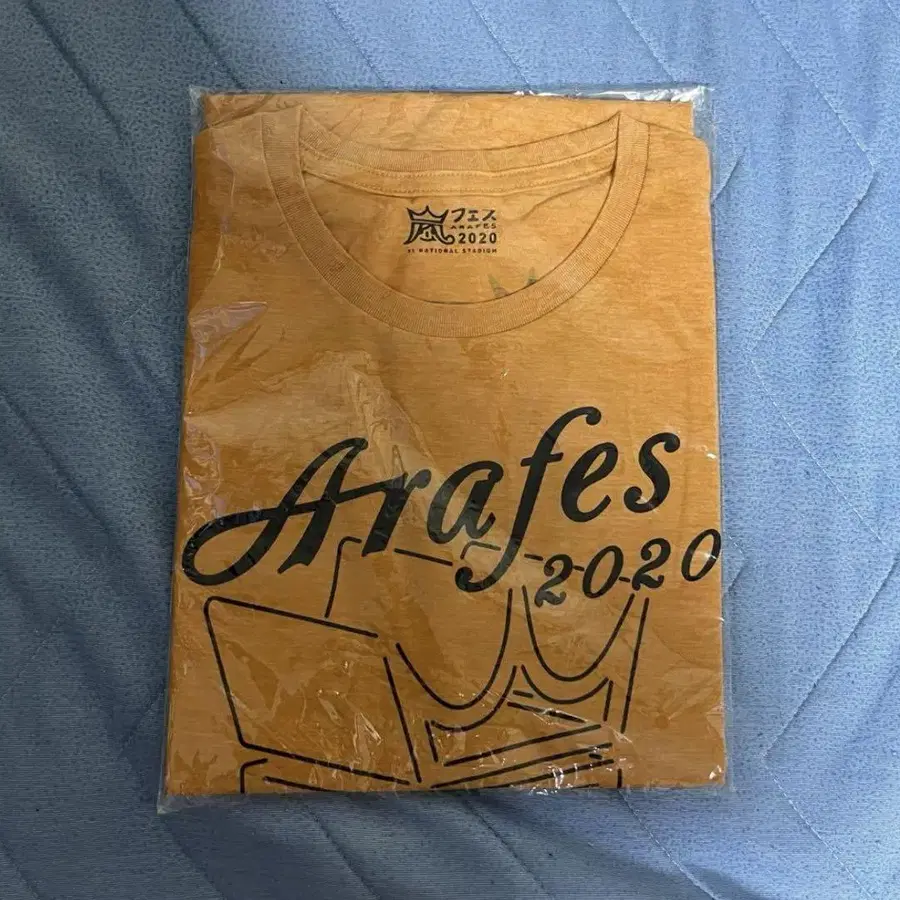 嵐フェス
ARAFES
2020
at NATIONAL STADIUM
Arafes
2020